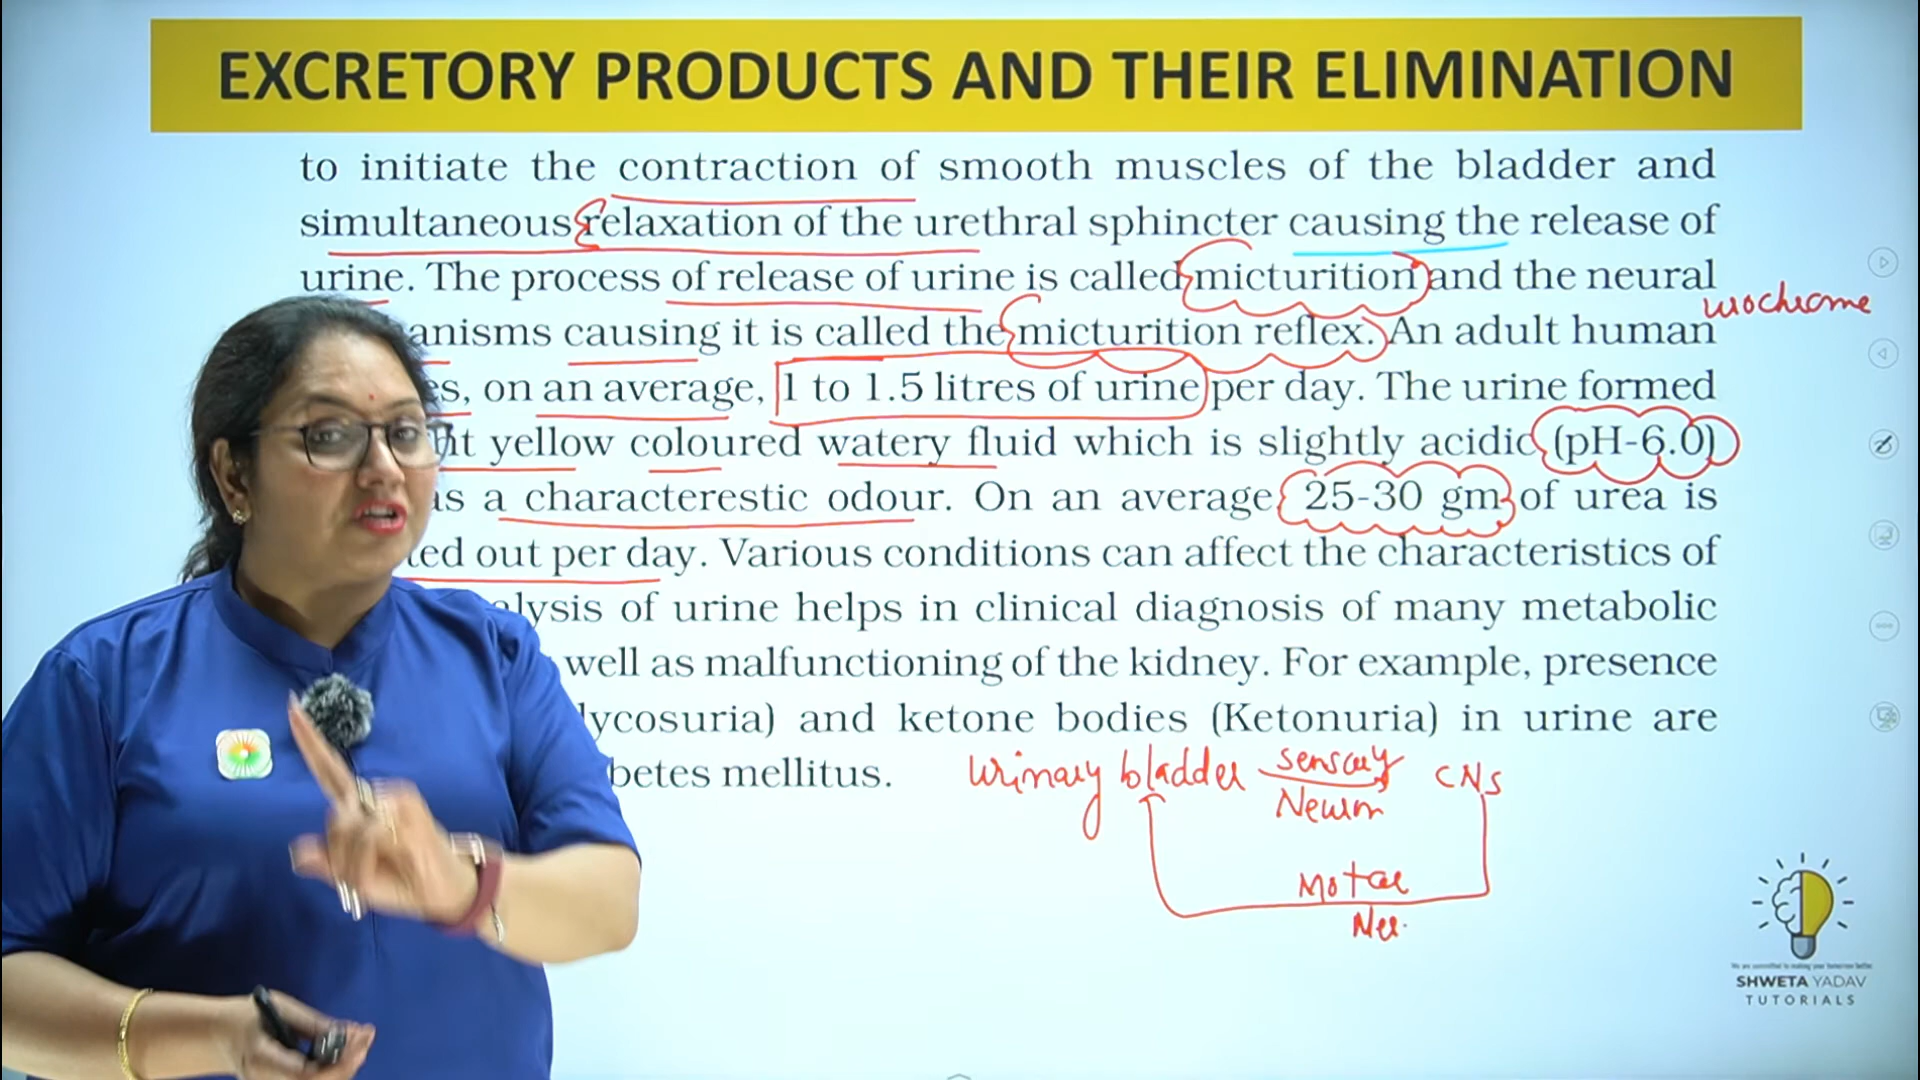 EXCRETORY PRODUCTS AND THEIR ELIMINATION
to initiate the contraction of smooth muscles of the bladder and
simultaneous relaxation of the urethral sphincter causing the release of
urine. The process of release of urine is called micturition and the neural
urochrome
anisms causing it is called the micturition reflex. An adult human
es, on an average, 1 to 1.5 litres of urine per day. The urine formed
ht yellow coloured watery fluid which is slightly acidic (pH-6.0)
as a characterestic odour. On an average 25-30 gm of urea is
ted out per day. Various conditions can affect the characteristics of
alysis of urine helps in clinical diagnosis of many metabolic
well as malfunctioning of the kidney. For example, presence
lycosuria) and ketone bodies (Ketonuria) in urine are
betes mellitus.
Urinary bladder sensory CNS
Neuron
Motor
Neu.
SHWETA YADAV
TUTORIALS